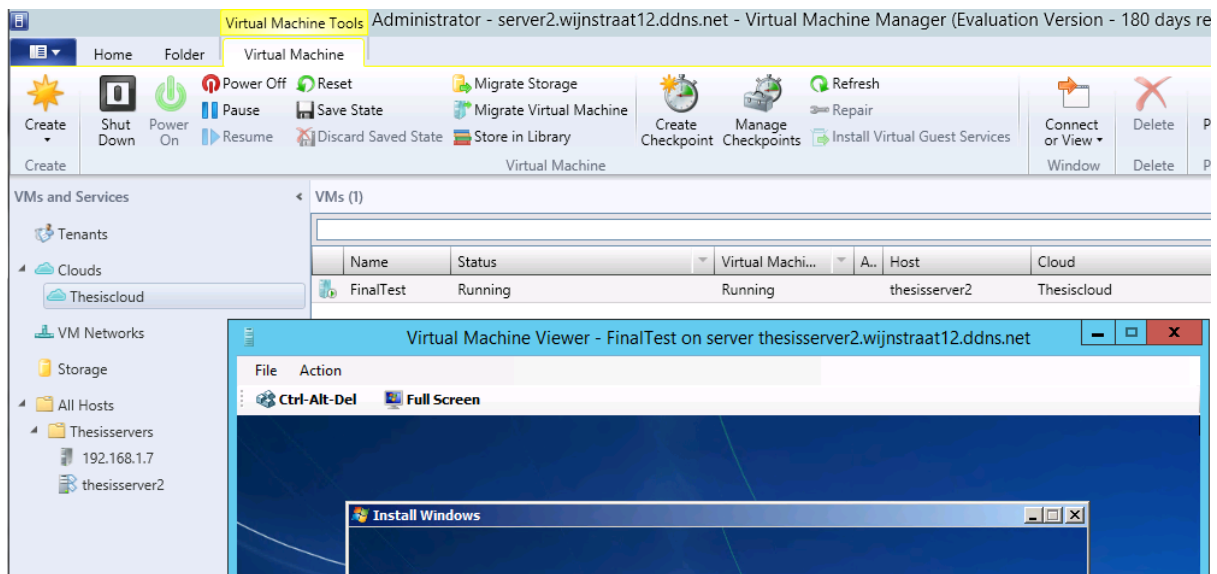 Virtual Machine Tools Administrator - server2.wijnstraat12.ddns.net - Virtual Machine Manager (Evaluation Version - 180 days re
Home Folder Virtual Machine
Create
Shut Down
Power On
Power Off
Pause
Resume
Reset
Save State
Discard Saved State
Migrate Storage
Migrate Virtual Machine
Store in Library
Create Checkpoint
Manage Checkpoints
Refresh
Repair
Install Virtual Guest Services
Connect or View
Delete
P
Create Virtual Machine Window Delete P
VMs and Services
Tenants
Clouds
Thesiscloud
VM Networks
Storage
All Hosts
Thesisservers
192.168.1.7
thesisserver2
VMs (1)
Name Status Virtual Machi... A.. Host Cloud
FinalTest Running Running thesisserver2 Thesiscloud
Virtual Machine Viewer - FinalTest on server thesisserver2.wijnstraat12.ddns.net
File Action
Ctrl-Alt-Del Full Screen
Install Windows